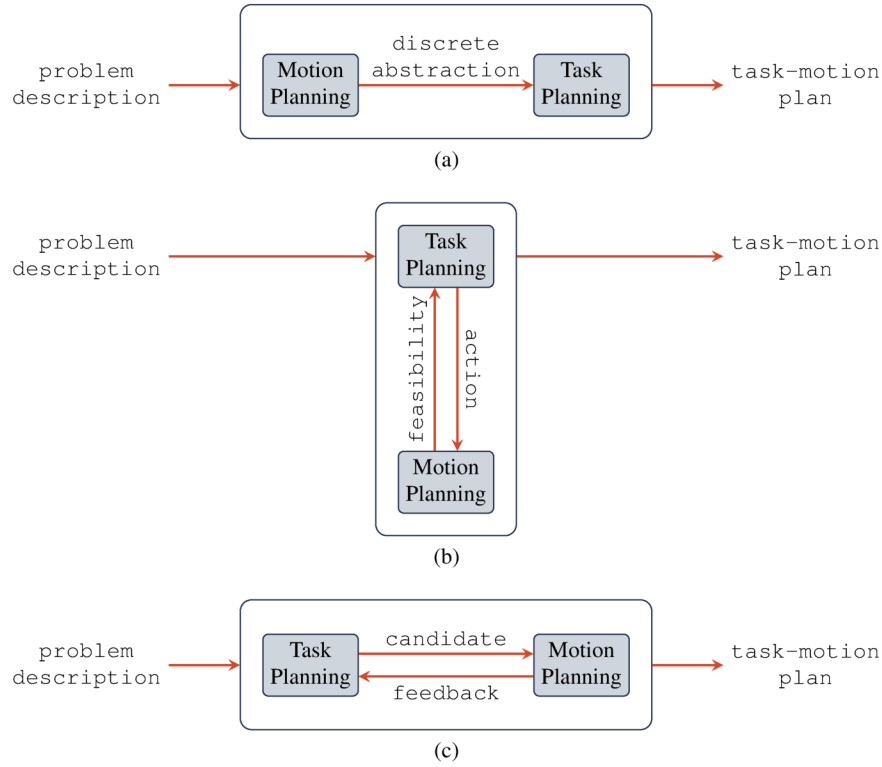 discrete
problem
Motion
abstraction
Task
task-motion
description
Planning
Planning
plan
(a)
problem
Task
task-motion
description
Planning
plan
feasibility
action
Motion
Planning
(b)
problem
Task
candidate
Motion
task-motion
description
Planning
feedback
Planning
plan
(c)